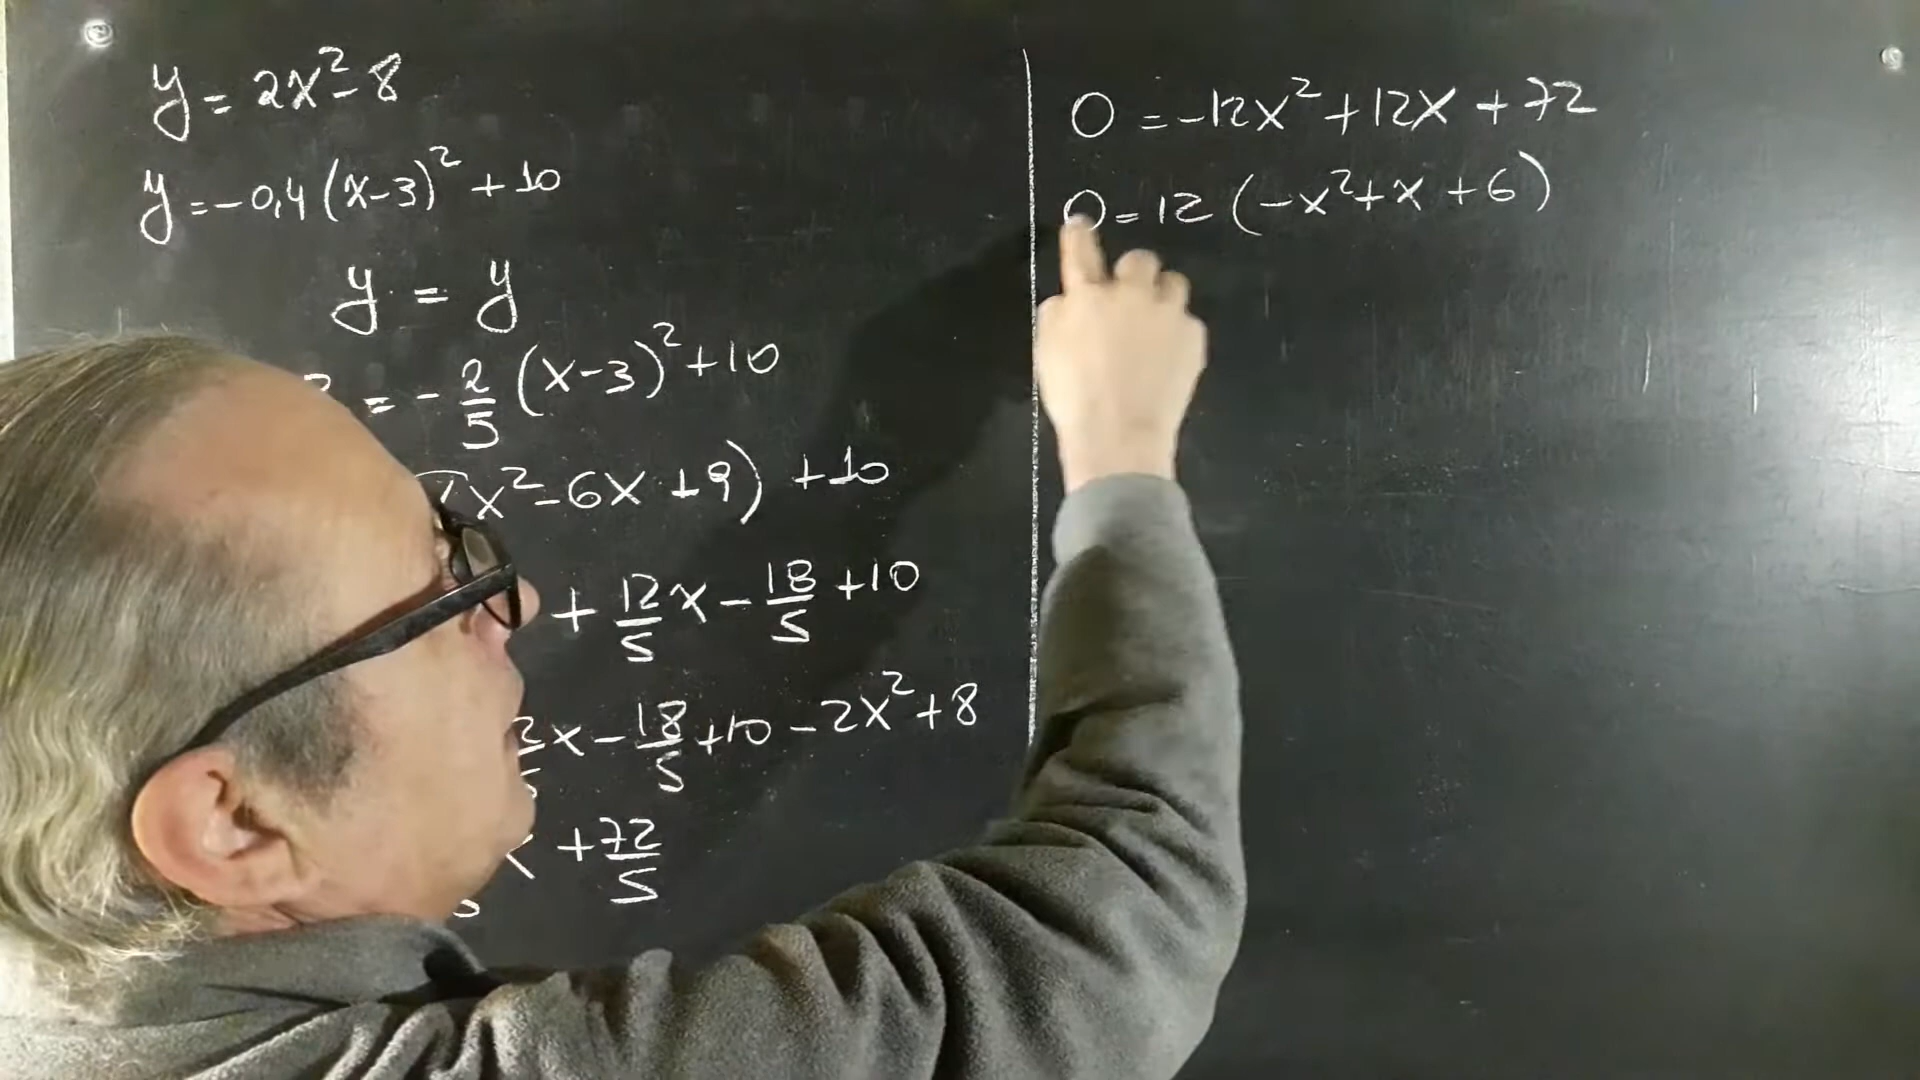 y = 2x² - 8
y = -0,4 (x-3)² + 10
y = y
² = - 2/5 (x-3)² + 10
(x² - 6x + 9) + 10
+ 12/5 x - 18/5 + 10
x - 18/5 + 10 - 2x² + 8
x + 72/5
0 = -12x² + 12x + 72
0 = 12 (-x² + x + 6)